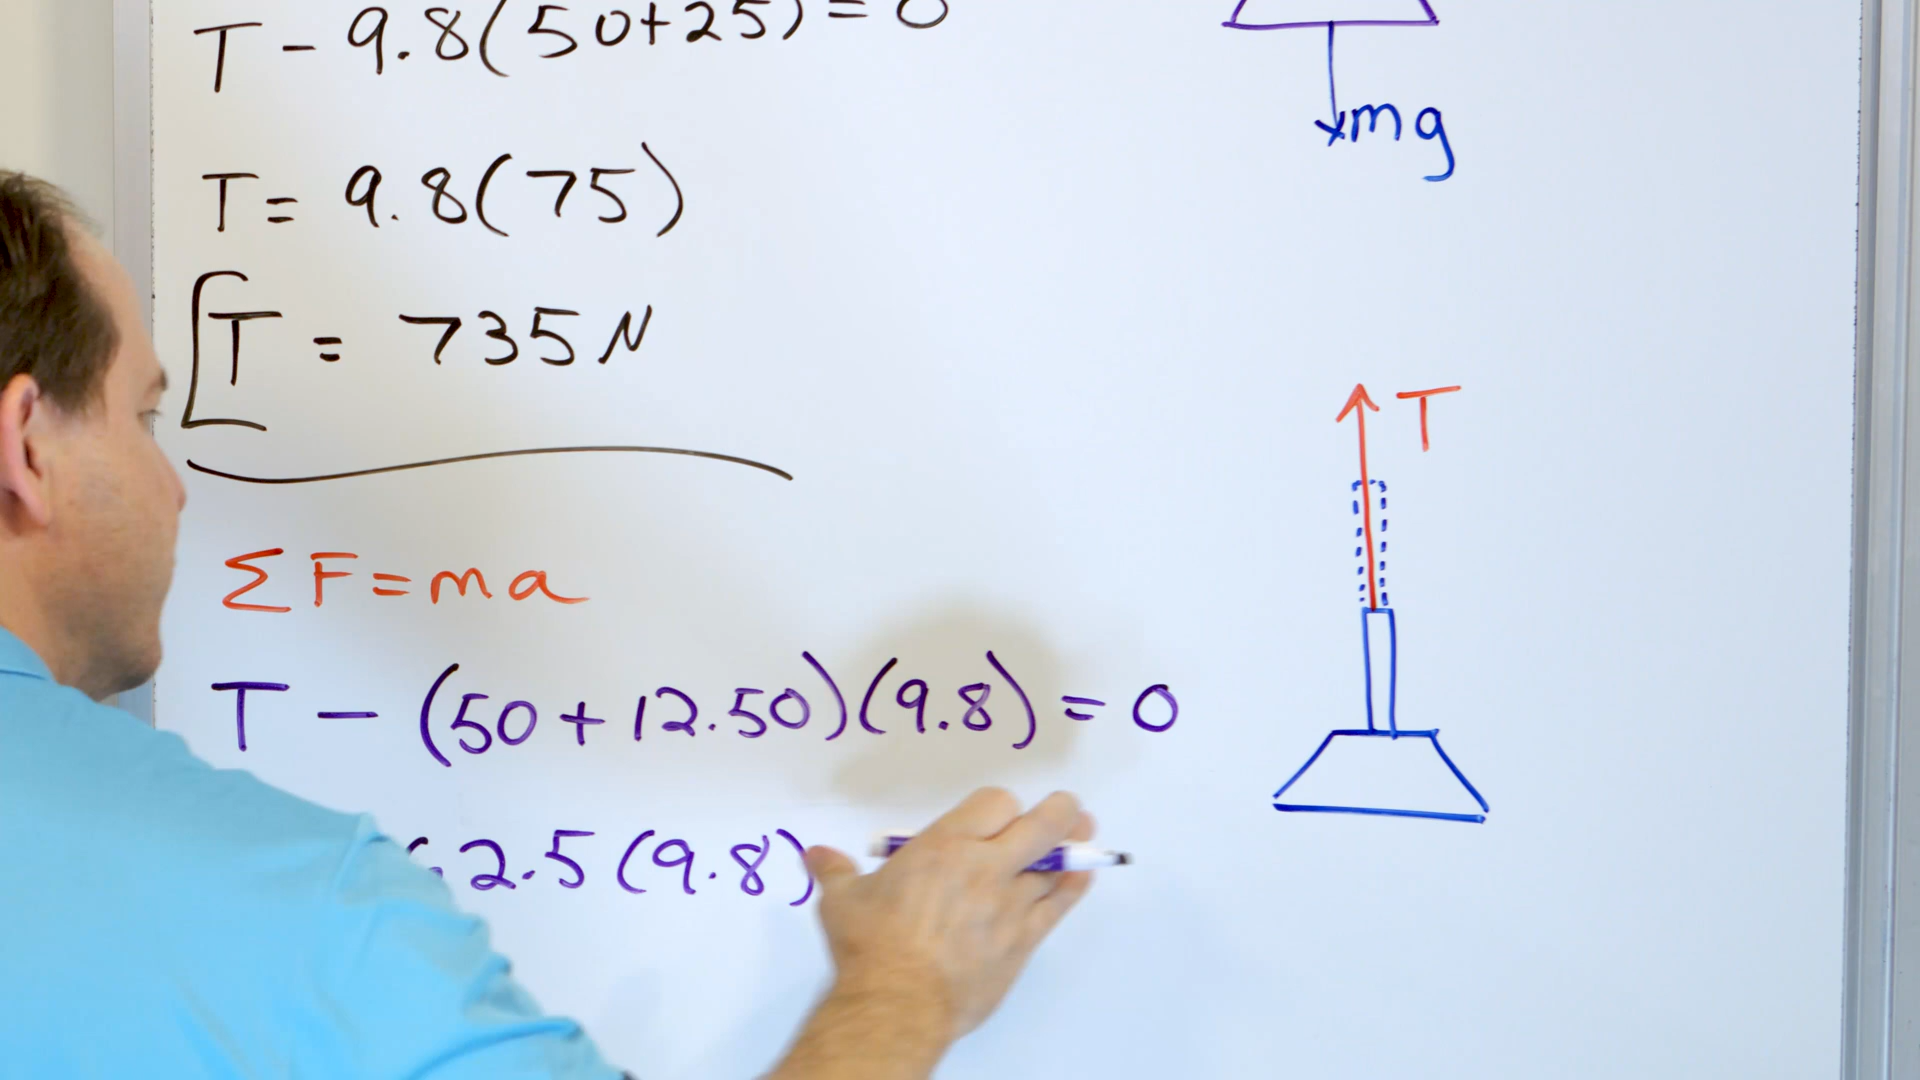 T - 9.8(50+25) = 0
mg
T = 9.8(75)
T = 735 N
T
ΣF = ma
T - (50 + 12.50)(9.8) = 0
2.5(9.8)